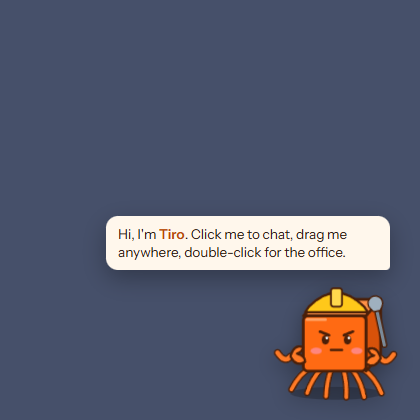 Hi, I'm Tiro. Click me to chat, drag me
anywhere, double-click for the office.